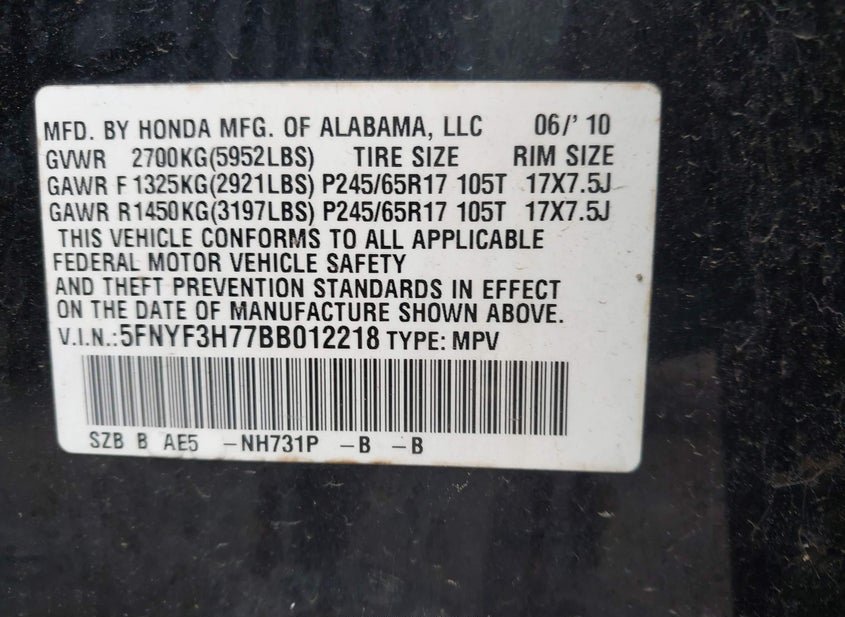 MFD. BY HONDA MFG. OF ALABAMA, LLC 06/' 10
GVWR 2700KG(5952LBS) TIRE SIZE RIM SIZE
GAWR F 1325KG(2921LBS) P245/65R17 105T 17X7.5J
GAWR R1450KG(3197LBS) P245/65R17 105T 17X7.5J
THIS VEHICLE CONFORMS TO ALL APPLICABLE
FEDERAL MOTOR VEHICLE SAFETY
AND THEFT PREVENTION STANDARDS IN EFFECT
ON THE DATE OF MANUFACTURE SHOWN ABOVE.
V.I.N.:5FNYF3H77BB012218 TYPE: MPV
SZB B AE5 -NH731P -B -B